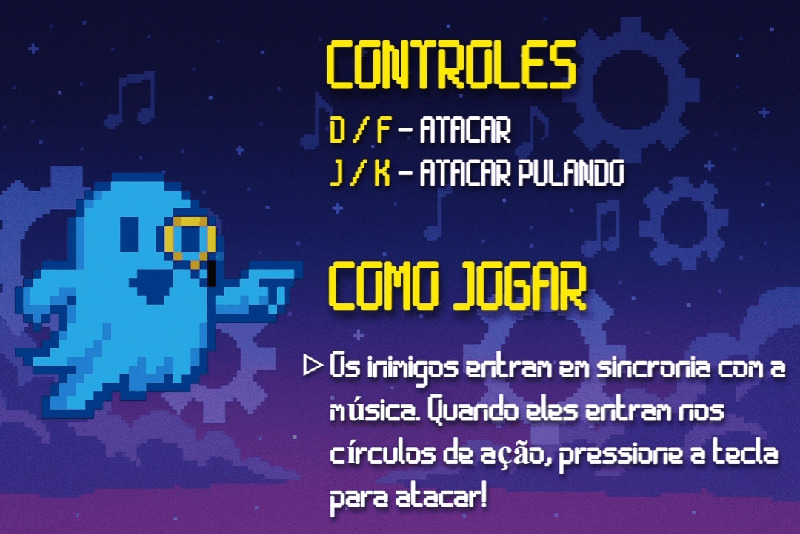 CONTROLES
D / F - ATACAR
J / K - ATACAR PULANDO
COMO JOGAR
Os inimigos entram em sincronia com a
música. Quando eles entram nos
círculos de ação, pressione a tecla
para atacar!